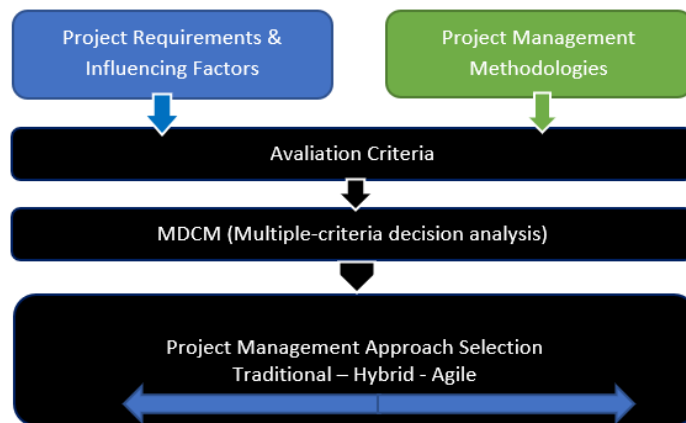 Project Requirements &
Influencing Factors
Project Management
Methodologies
Avaliation Criteria
MDCM (Multiple-criteria decision analysis)
Project Management Approach Selection
Traditional – Hybrid - Agile